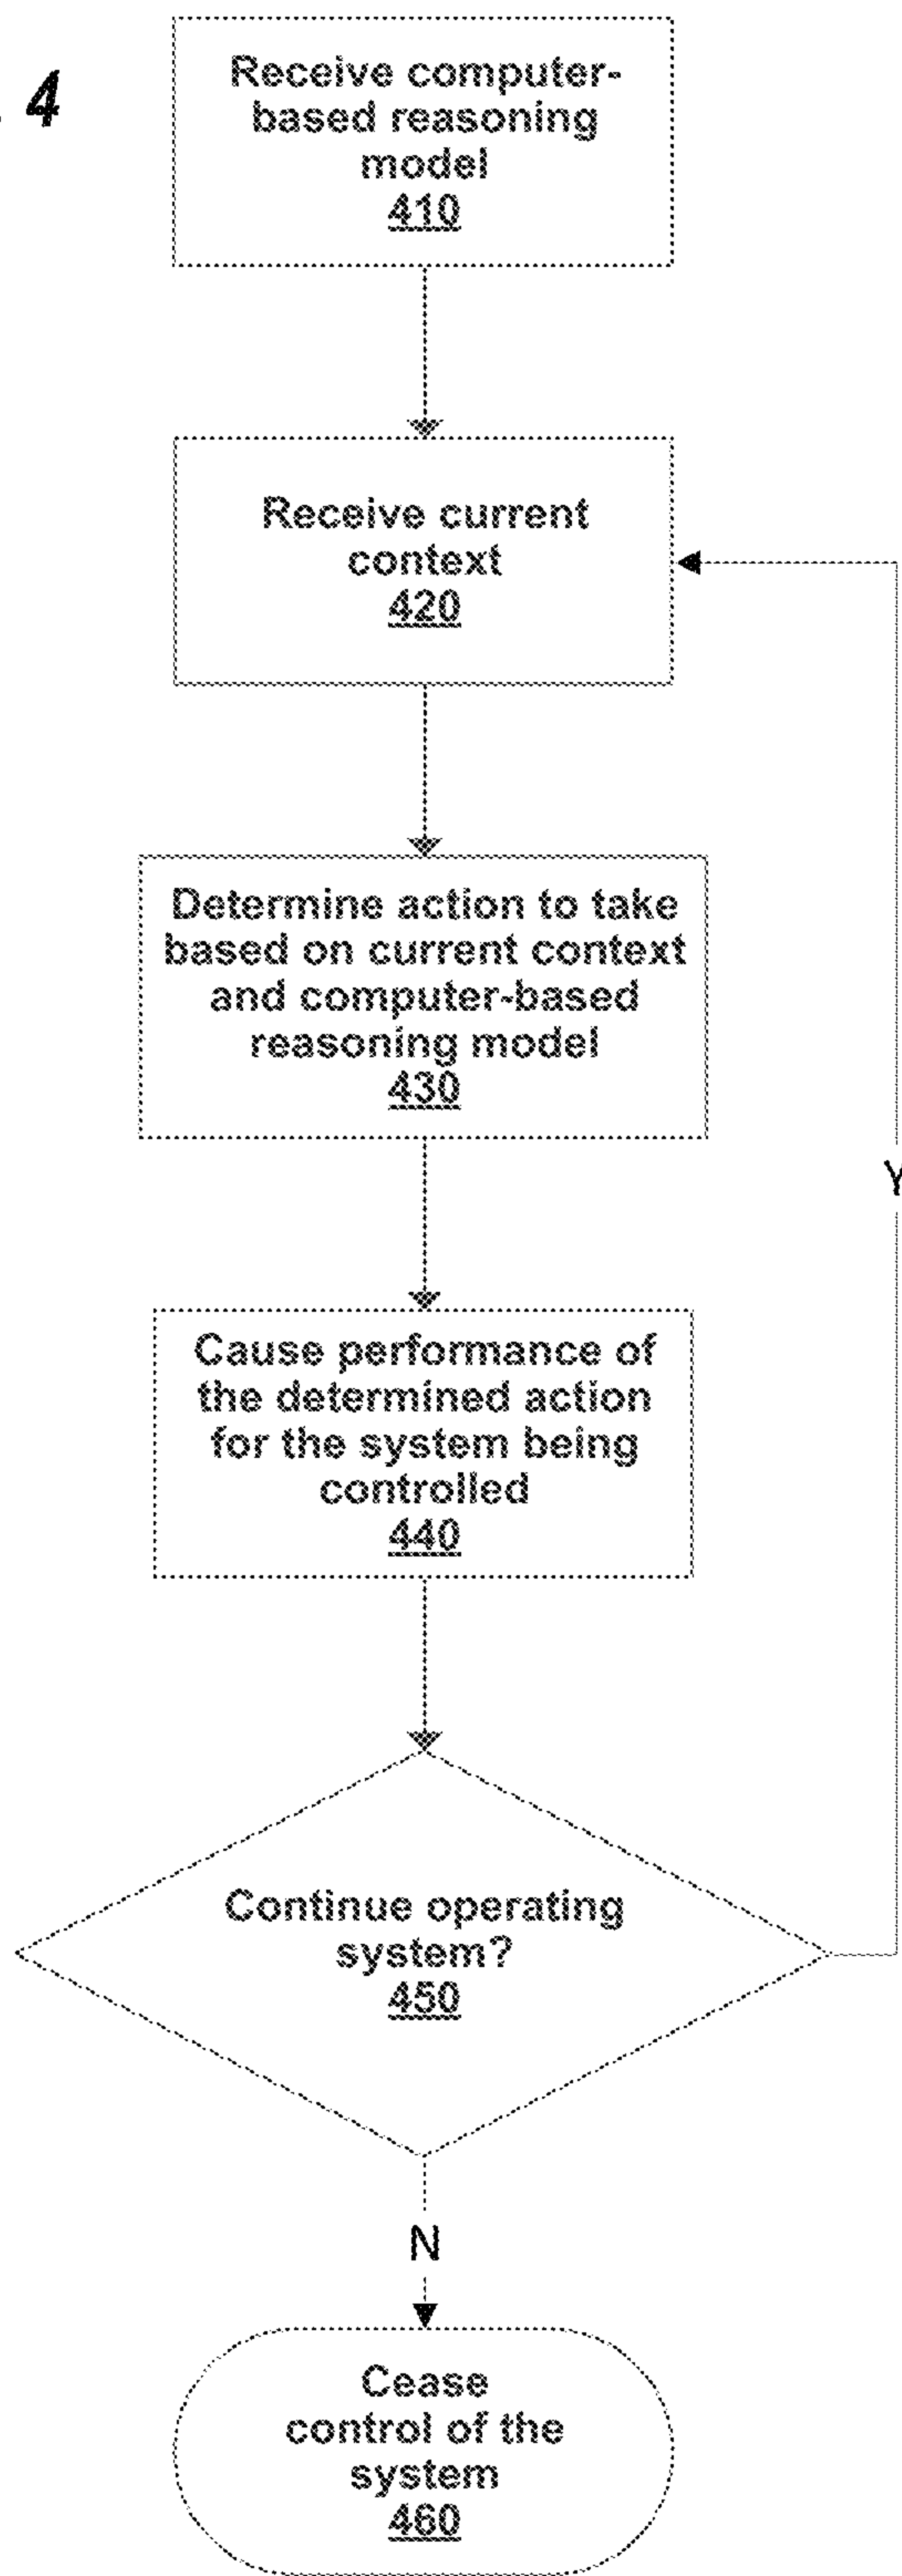 4
Receive computer-
based reasoning
model
410
Receive current
context
420
Determine action to take
based on current context
and computer-based
reasoning model
430
Y
Cause performance of
the determined action
for the system being
controlled
440
Continue operating
system?
450
N
Cease
control of the
system
460